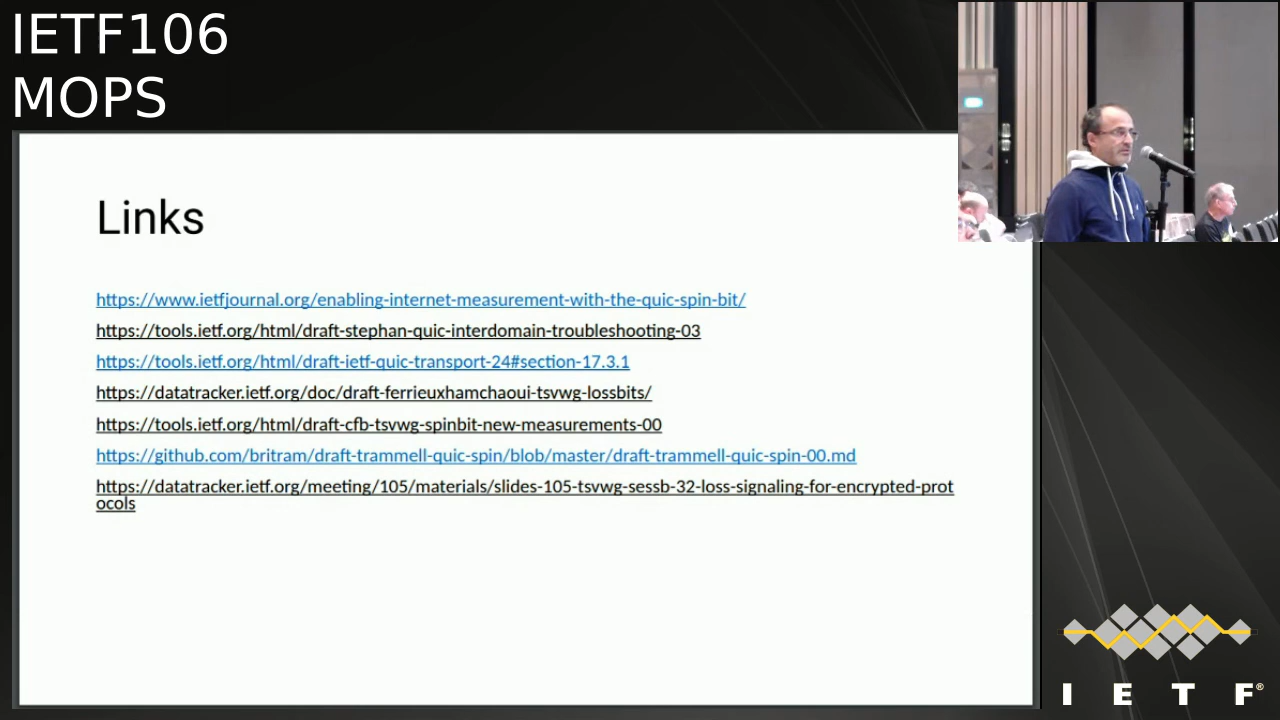 IETF106
MOPS
Links
https://www.ietfjournal.org/enabling-internet-measurement-with-the-quic-spin-bit/
https://tools.ietf.org/html/draft-stephan-quic-interdomain-troubleshooting-03
https://tools.ietf.org/html/draft-ietf-quic-transport-24#section-17.3.1
https://datatracker.ietf.org/doc/draft-ferrieuxhamchaoui-tsvwg-lossbits/
https://tools.ietf.org/html/draft-cfb-tsvwg-spinbit-new-measurements-00
https://github.com/britram/draft-trammell-quic-spin/blob/master/draft-trammell-quic-spin-00.md
https://datatracker.ietf.org/meeting/105/materials/slides-105-tsvwg-sessb-32-loss-signaling-for-encrypted-prot
ocols
I E T F®